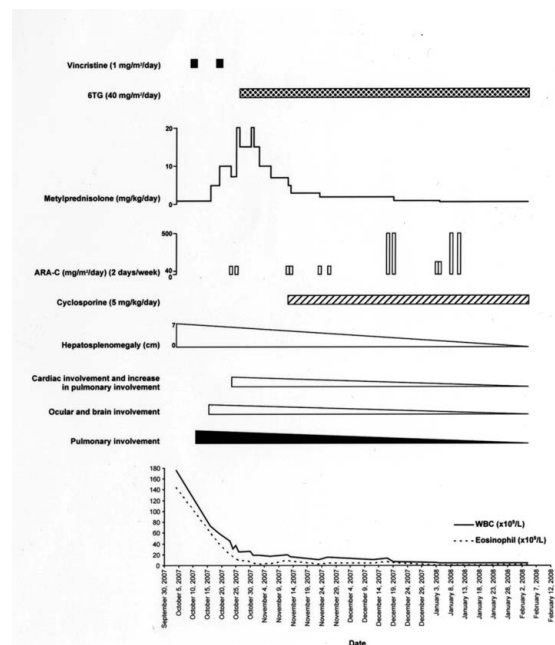 Vincristine (1 mg/m²/day)
6TG (40 mg/m²/day)
20
10
0
Metylprednisolone (mg/kg/day)
500
40
0
ARA-C (mg/m²/day) (2 days/week)
Cyclosporine (5 mg/kg/day)
7
0
Hepatosplenomegaly (cm)
Cardiac involvement and increase
in pulmonary involvement
Ocular and brain involvement
Pulmonary involvement
180
160
140
120
100
80
60
40
20
0
WBC (x10⁹/L)
Eosinophil (x10⁹/L)
September 30, 2007
October 5, 2007
October 10, 2007
October 15, 2007
October 20, 2007
October 25, 2007
October 30, 2007
November 4, 2007
November 9, 2007
November 14, 2007
November 19, 2007
November 24, 2007
November 29, 2007
December 4, 2007
December 9, 2007
December 14, 2007
December 19, 2007
December 24, 2007
December 29, 2007
January 3, 2008
January 8, 2008
January 13, 2008
January 18, 2008
January 23, 2008
January 28, 2008
February 2, 2008
February 7, 2008
February 12, 2008
Date